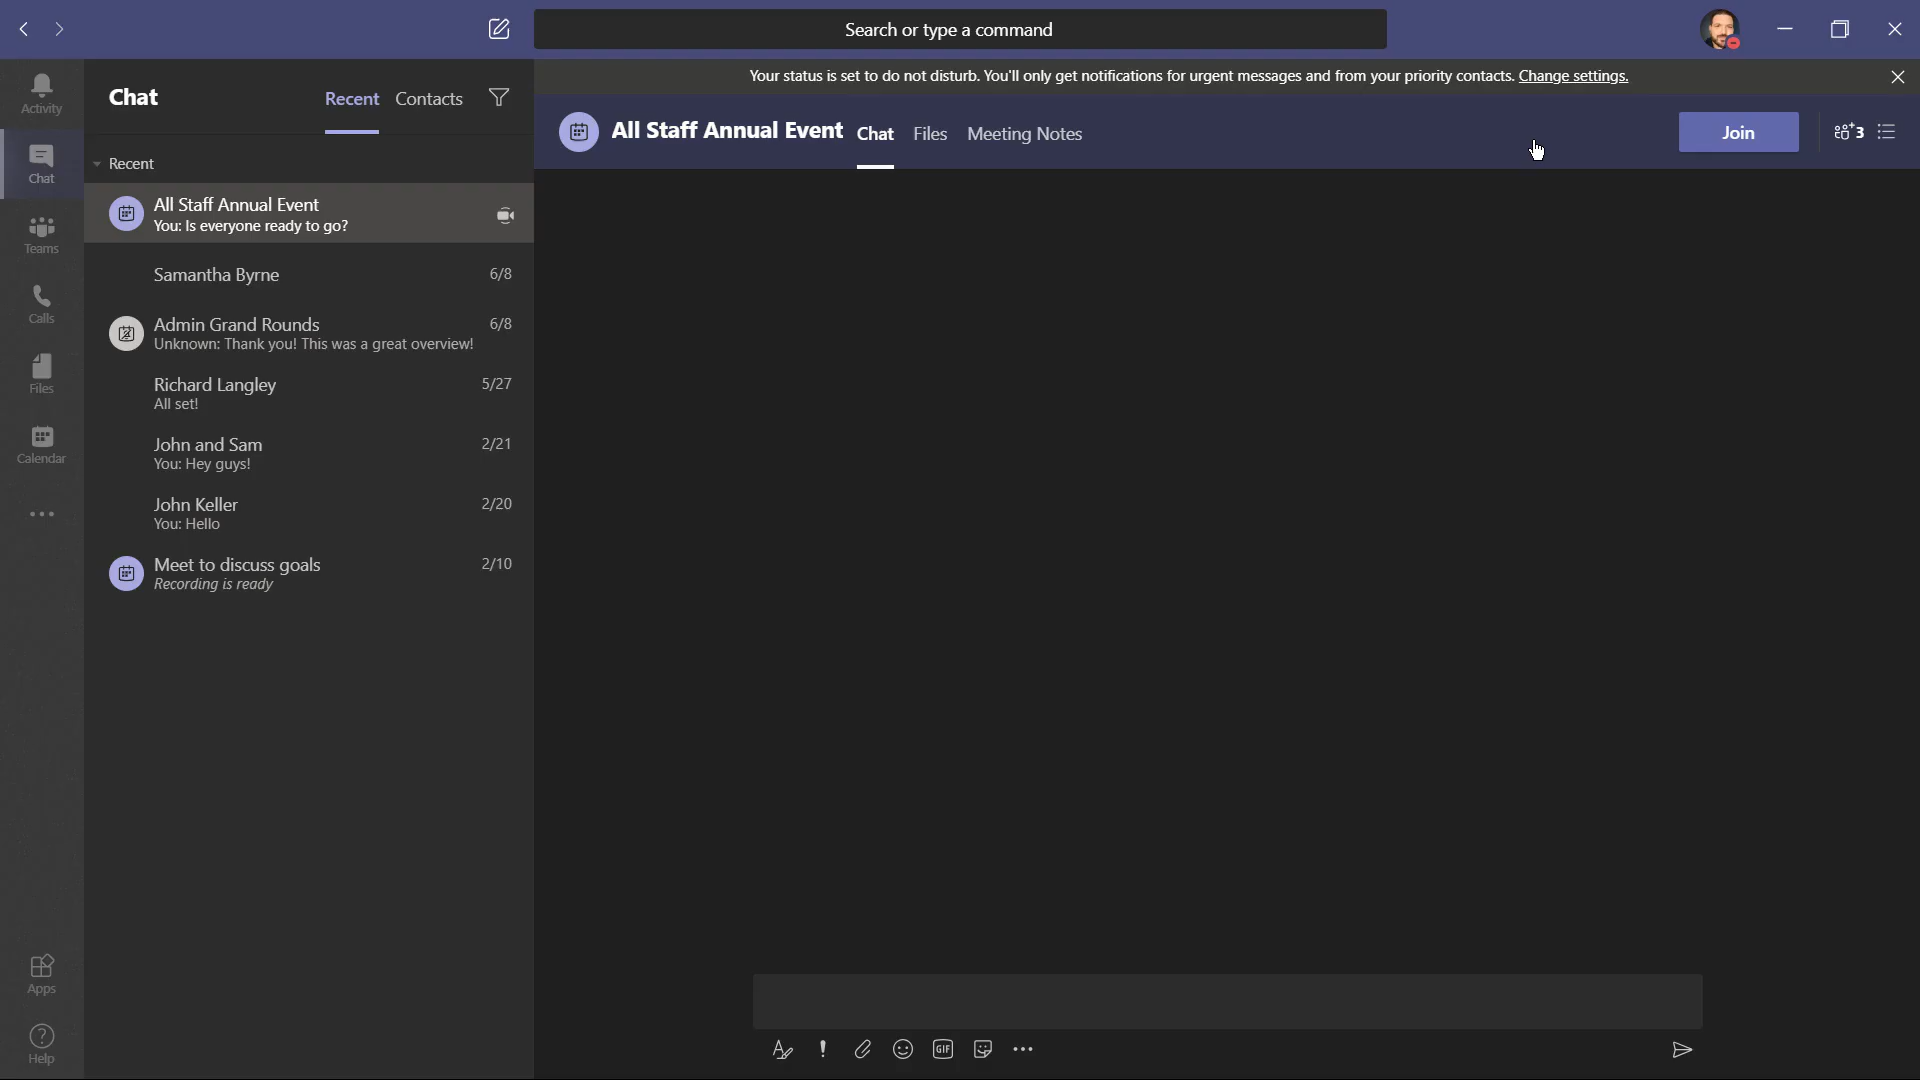 Search or type a command
Your status is set to do not disturb. You'll only get notifications for urgent messages and from your priority contacts. Change settings.
Activity
Chat
Teams
Calls
Files
Calendar
Apps
Help
Chat
Recent
Contacts
Recent
All Staff Annual Event
You: Is everyone ready to go?
Samantha Byrne 6/8
Admin Grand Rounds 6/8
Unknown: Thank you! This was a great overview!
Richard Langley 5/27
All set!
John and Sam 2/21
You: Hey guys!
John Keller 2/20
You: Hello
Meet to discuss goals 2/10
Recording is ready
All Staff Annual Event
Chat
Files
Meeting Notes
Join
3
GIF